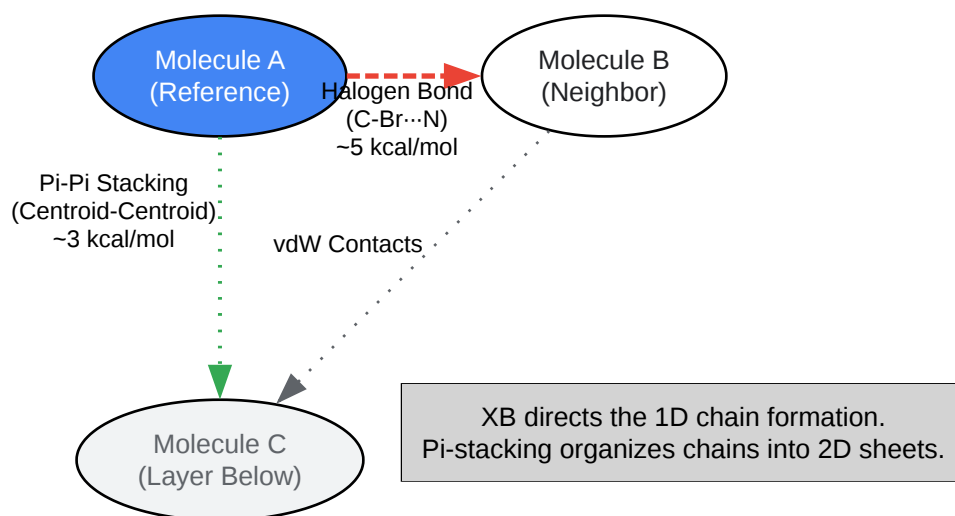 Molecule A
(Reference)
Molecule B
(Neighbor)
Halogen Bond
(C-Br···N)
~5 kcal/mol
Pi-Pi Stacking
(Centroid-Centroid)
~3 kcal/mol
vdW Contacts
Molecule C
(Layer Below)
XB directs the 1D chain formation.
Pi-stacking organizes chains into 2D sheets.